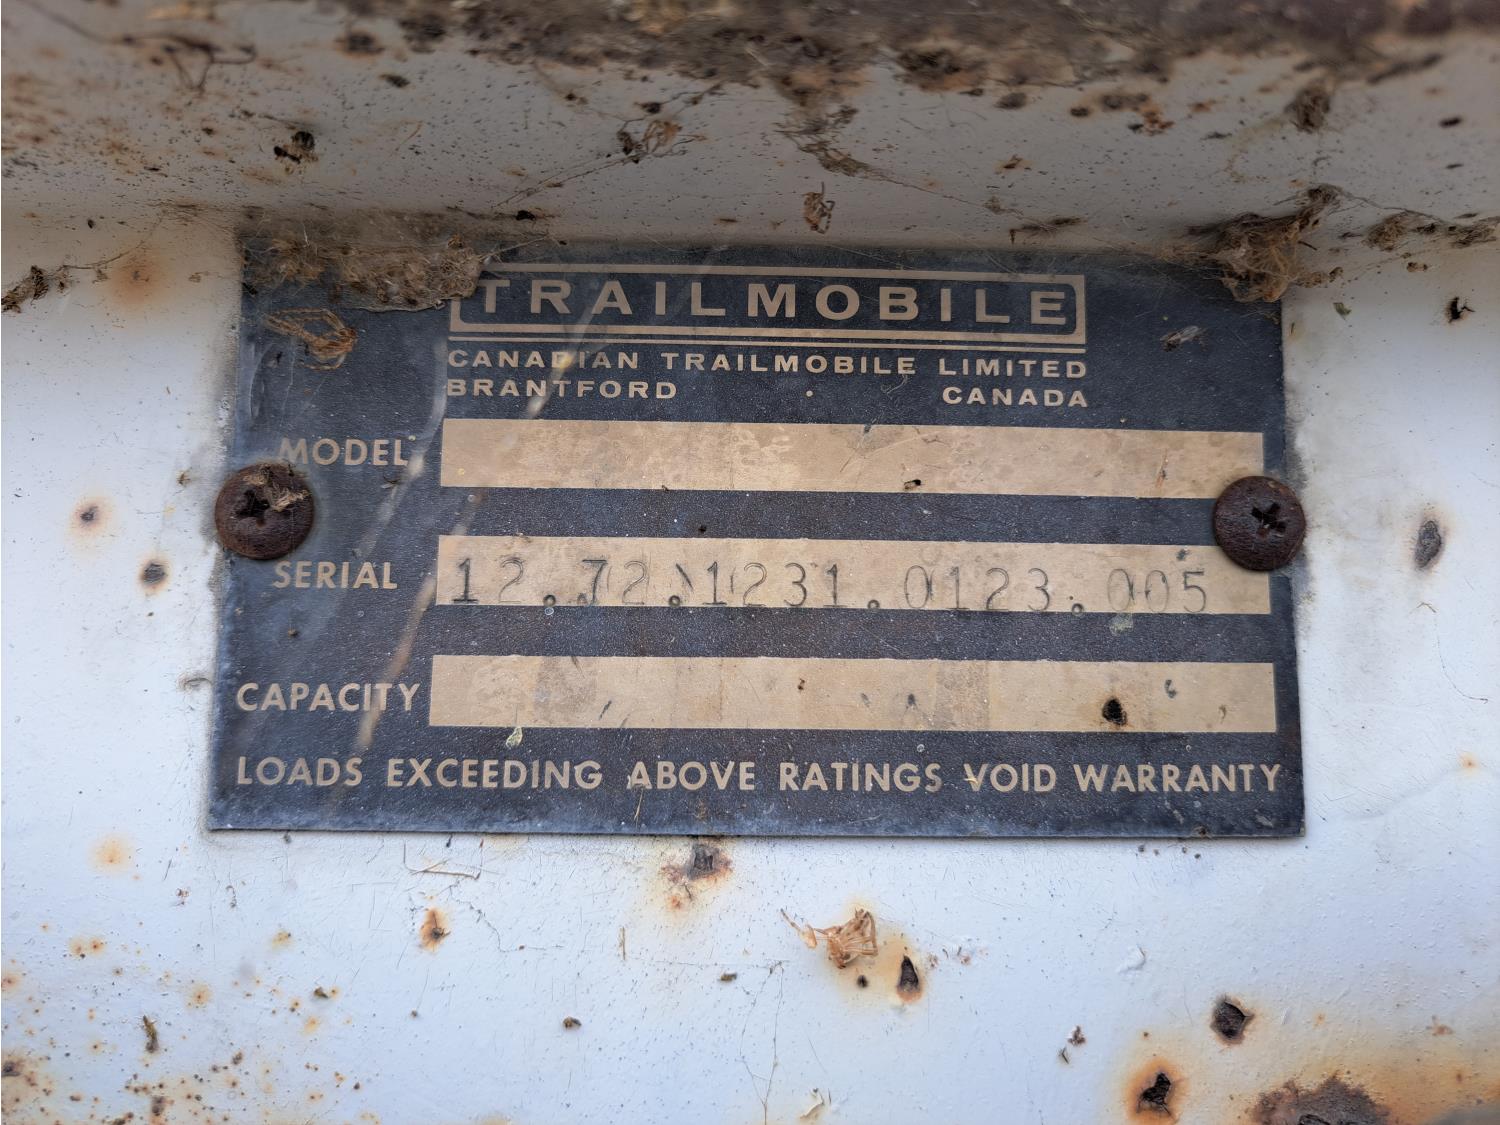 TRAILMOBILE
CANADIAN TRAILMOBILE LIMITED
BRANTFORD · CANADA
MODEL
SERIAL 12.72.1231.0123.005
CAPACITY
LOADS EXCEEDING ABOVE RATINGS VOID WARRANTY